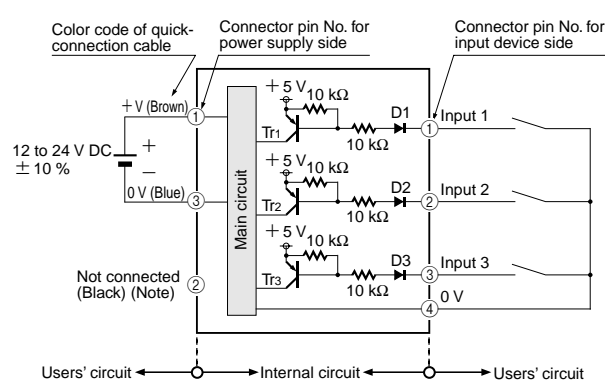 Color code of quick-
connection cable
Connector pin No. for
power supply side
Connector pin No. for
input device side
+ V (Brown)
1
12 to 24 V DC
± 10 %
+
−
0 V (Blue)
3
Not connected
(Black) (Note)
2
Main circuit
+ 5 V
10 kΩ
Tr1
10 kΩ
D1
1
Input 1
+ 5 V
10 kΩ
Tr2
10 kΩ
D2
2
Input 2
+ 5 V
10 kΩ
Tr3
10 kΩ
D3
3
Input 3
4
0 V
Users' circuit
Internal circuit
Users' circuit